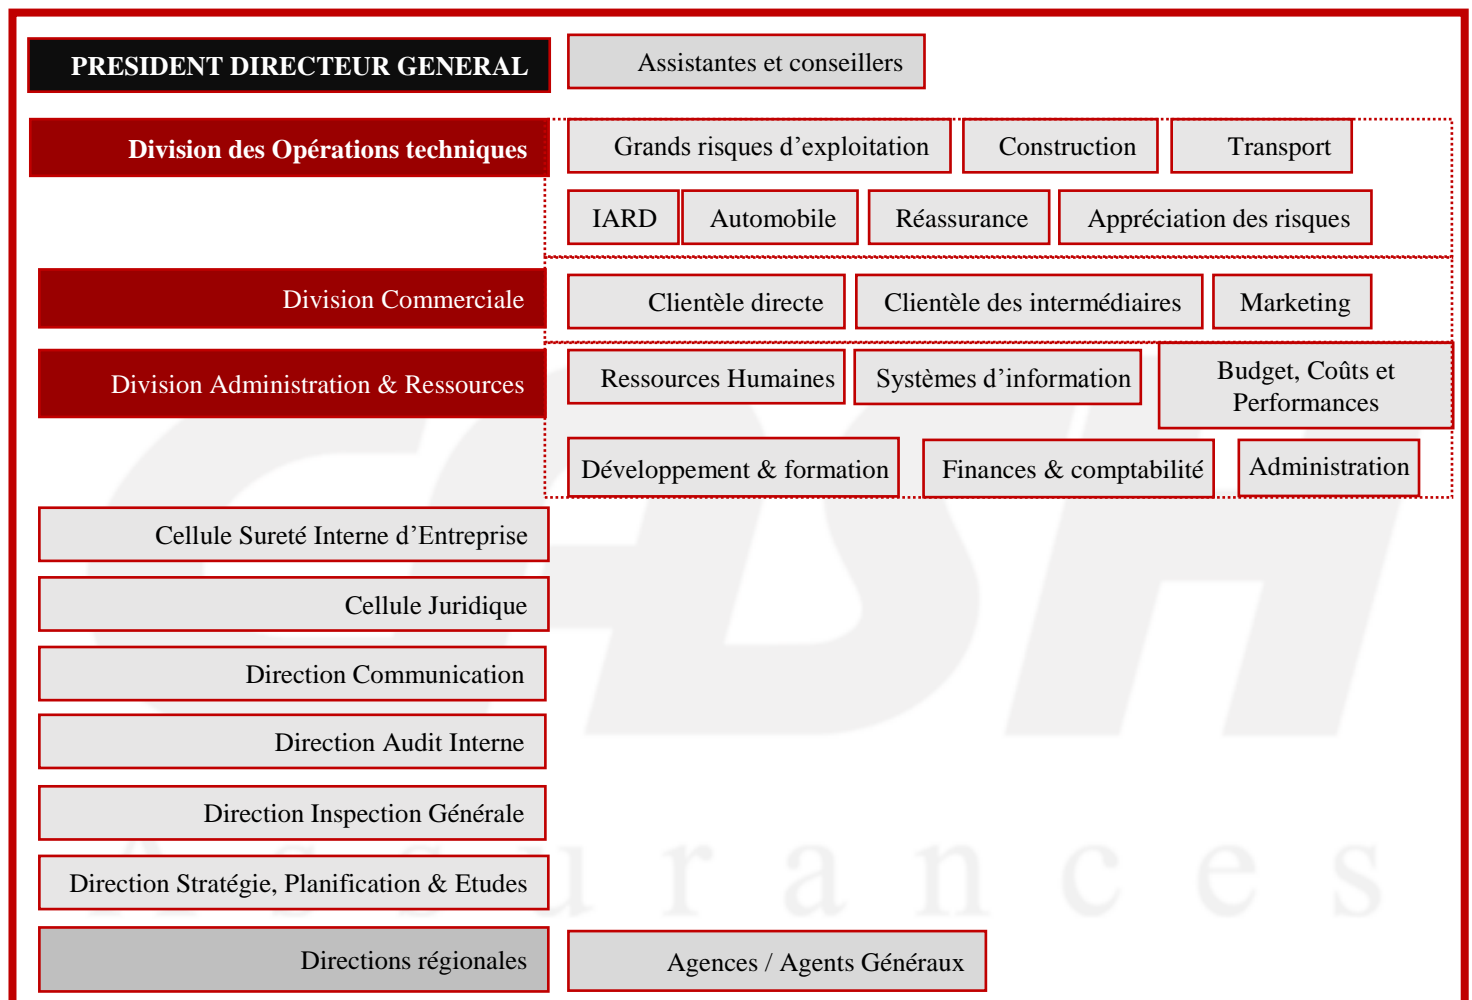 PRESIDENT DIRECTEUR GENERAL
Assistantes et conseillers
Division des Opérations techniques
Grands risques d’exploitation
Construction
Transport
IARD
Automobile
Réassurance
Appréciation des risques
Division Commerciale
Clientèle directe
Clientèle des intermédiaires
Marketing
Division Administration & Ressources
Ressources Humaines
Systèmes d’information
Budget, Coûts et
Performances
Développement & formation
Finances & comptabilité
Administration
Cellule Sureté Interne d’Entreprise
Cellule Juridique
Direction Communication
Direction Audit Interne
Direction Inspection Générale
Direction Stratégie, Planification & Etudes
Directions régionales
Agences / Agents Généraux
CASH
Assurances